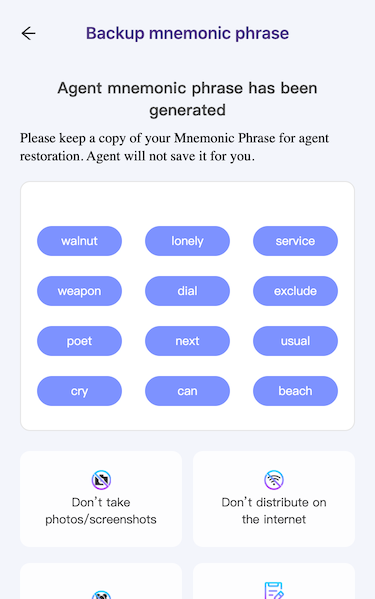 Backup mnemonic phrase
Agent mnemonic phrase has been
generated
Please keep a copy of your Mnemonic Phrase for agent
restoration. Agent will not save it for you.
walnut lonely service
weapon dial exclude
poet next usual
cry can beach
Don't take
photos/screenshots
Don't distribute on
the internet